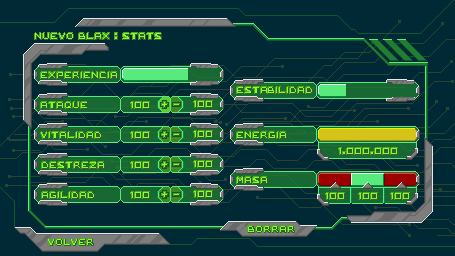 NUEVO BLAX : STATS
EXPERIENCIA
ATAQUE 100 + - 100
VITALIDAD 100 + - 100
DESTREZA 100 + - 100
AGILIDAD 100 + - 100
ESTABILIDAD
ENERGIA
1.000.000
MASA
100 100 100
VOLVER
BORRAR